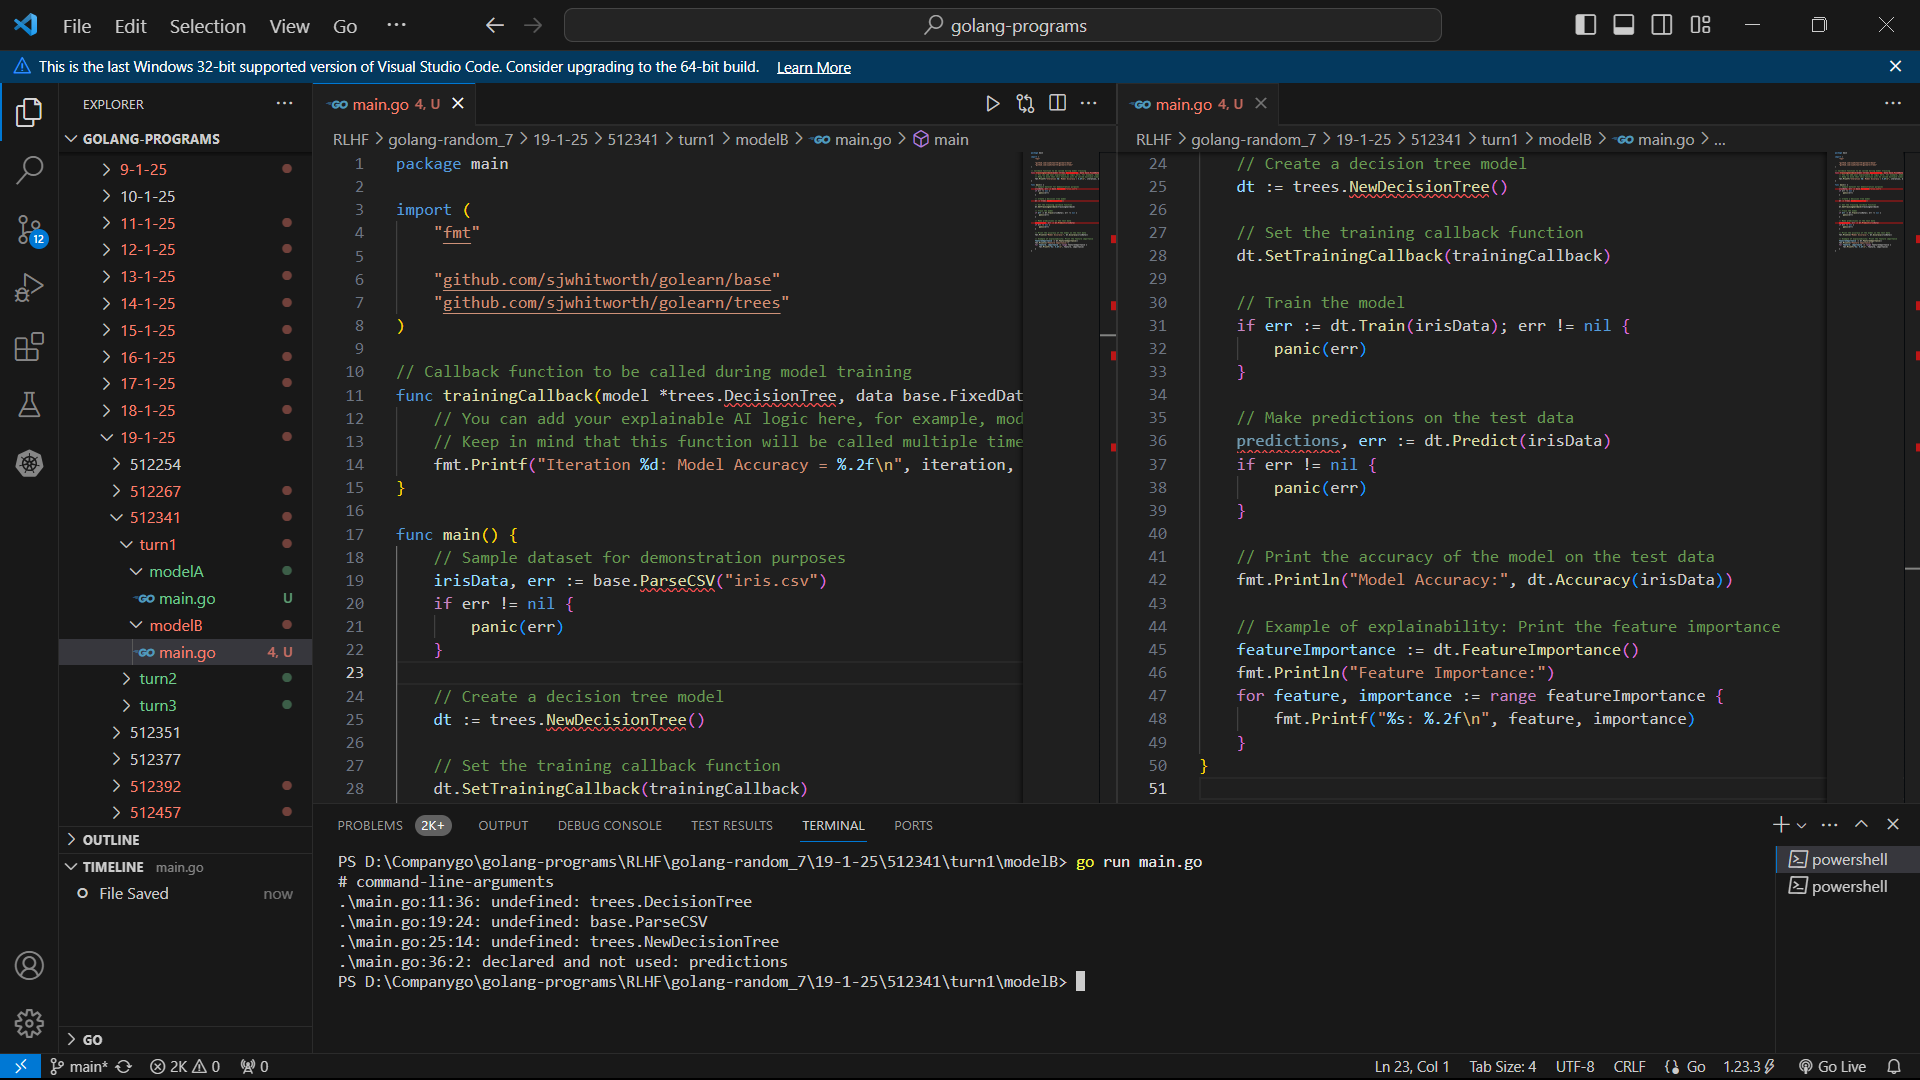 File Edit Selection View Go ··· golang-programs
This is the last Windows 32-bit supported version of Visual Studio Code. Consider upgrading to the 64-bit build. Learn More
EXPLORER
GOLANG-PROGRAMS
9-1-25
10-1-25
11-1-25
12-1-25
13-1-25
14-1-25
15-1-25
16-1-25
17-1-25
18-1-25
19-1-25
512254
512267
512341
turn1
modelA
main.go U
modelB
main.go 4, U
turn2
turn3
512351
512377
512392
512457
OUTLINE
TIMELINE main.go
File Saved now
GO
12
main.go 4, U
RLHF > golang-random_7 > 19-1-25 > 512341 > turn1 > modelB > main.go > main
1 package main
2
3 import (
4 "fmt"
5
6 "github.com/sjwhitworth/golearn/base"
7 "github.com/sjwhitworth/golearn/trees"
8 )
9
10 // Callback function to be called during model training
11 func trainingCallback(model *trees.DecisionTree, data base.FixedDat
12 // You can add your explainable AI logic here, for example, mod
13 // Keep in mind that this function will be called multiple time
14 fmt.Printf("Iteration %d: Model Accuracy = %.2f\n", iteration,
15 }
16
17 func main() {
18 // Sample dataset for demonstration purposes
19 irisData, err := base.ParseCSV("iris.csv")
20 if err != nil {
21 panic(err)
22 }
23
24 // Create a decision tree model
25 dt := trees.NewDecisionTree()
26
27 // Set the training callback function
28 dt.SetTrainingCallback(trainingCallback)
main.go 4, U
RLHF > golang-random_7 > 19-1-25 > 512341 > turn1 > modelB > main.go > ...
24 // Create a decision tree model
25 dt := trees.NewDecisionTree()
26
27 // Set the training callback function
28 dt.SetTrainingCallback(trainingCallback)
29
30 // Train the model
31 if err := dt.Train(irisData); err != nil {
32 panic(err)
33 }
34
35 // Make predictions on the test data
36 predictions, err := dt.Predict(irisData)
37 if err != nil {
38 panic(err)
39 }
40
41 // Print the accuracy of the model on the test data
42 fmt.Println("Model Accuracy:", dt.Accuracy(irisData))
43
44 // Example of explainability: Print the feature importance
45 featureImportance := dt.FeatureImportance()
46 fmt.Println("Feature Importance:")
47 for feature, importance := range featureImportance {
48 fmt.Printf("%s: %.2f\n", feature, importance)
49 }
50 }
51
PROBLEMS 2K+ OUTPUT DEBUG CONSOLE TEST RESULTS TERMINAL PORTS
PS D:\Companygo\golang-programs\RLHF\golang-random_7\19-1-25\512341\turn1\modelB> go run main.go
# command-line-arguments
.\main.go:11:36: undefined: trees.DecisionTree
.\main.go:19:24: undefined: base.ParseCSV
.\main.go:25:14: undefined: trees.NewDecisionTree
.\main.go:36:2: declared and not used: predictions
PS D:\Companygo\golang-programs\RLHF\golang-random_7\19-1-25\512341\turn1\modelB>
powershell
powershell
main* 2K 0 0 Ln 23, Col 1 Tab Size: 4 UTF-8 CRLF Go 1.23.3 Go Live